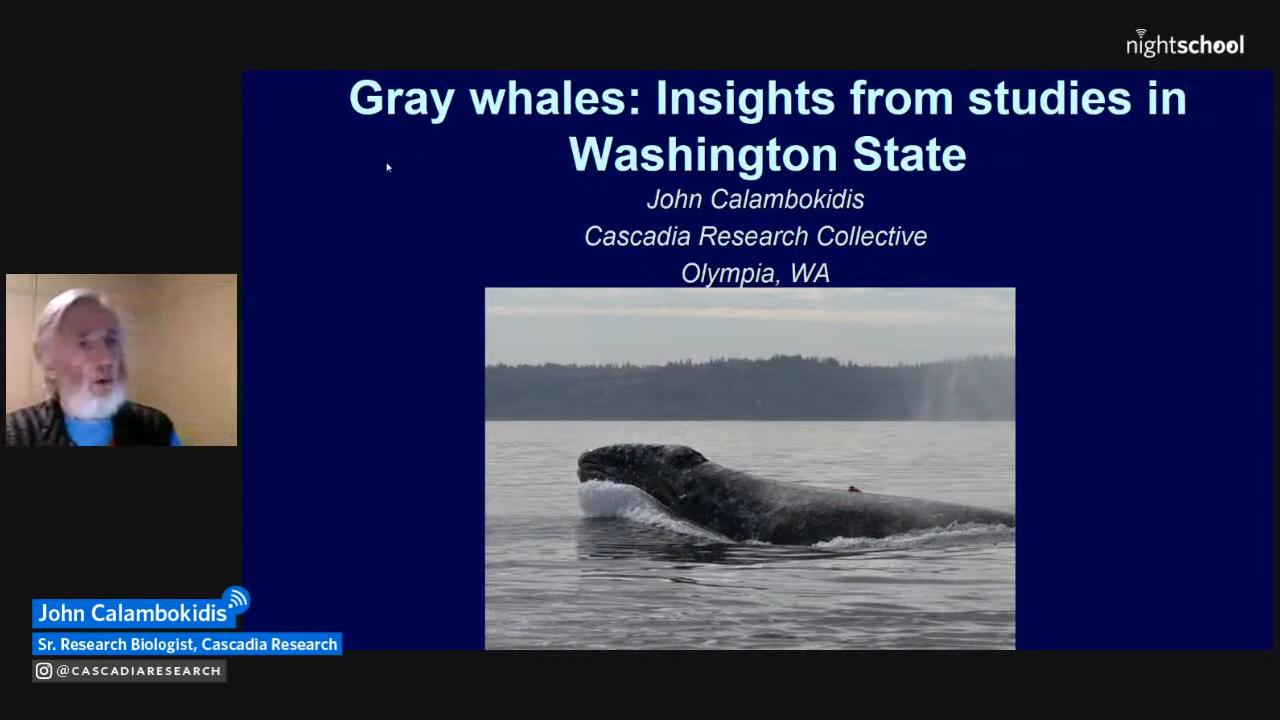 nightschool
Gray whales: Insights from studies in
Washington State
John Calambokidis
Cascadia Research Collective
Olympia, WA
John Calambokidis
Sr. Research Biologist, Cascadia Research
@CASCADIARESEARCH